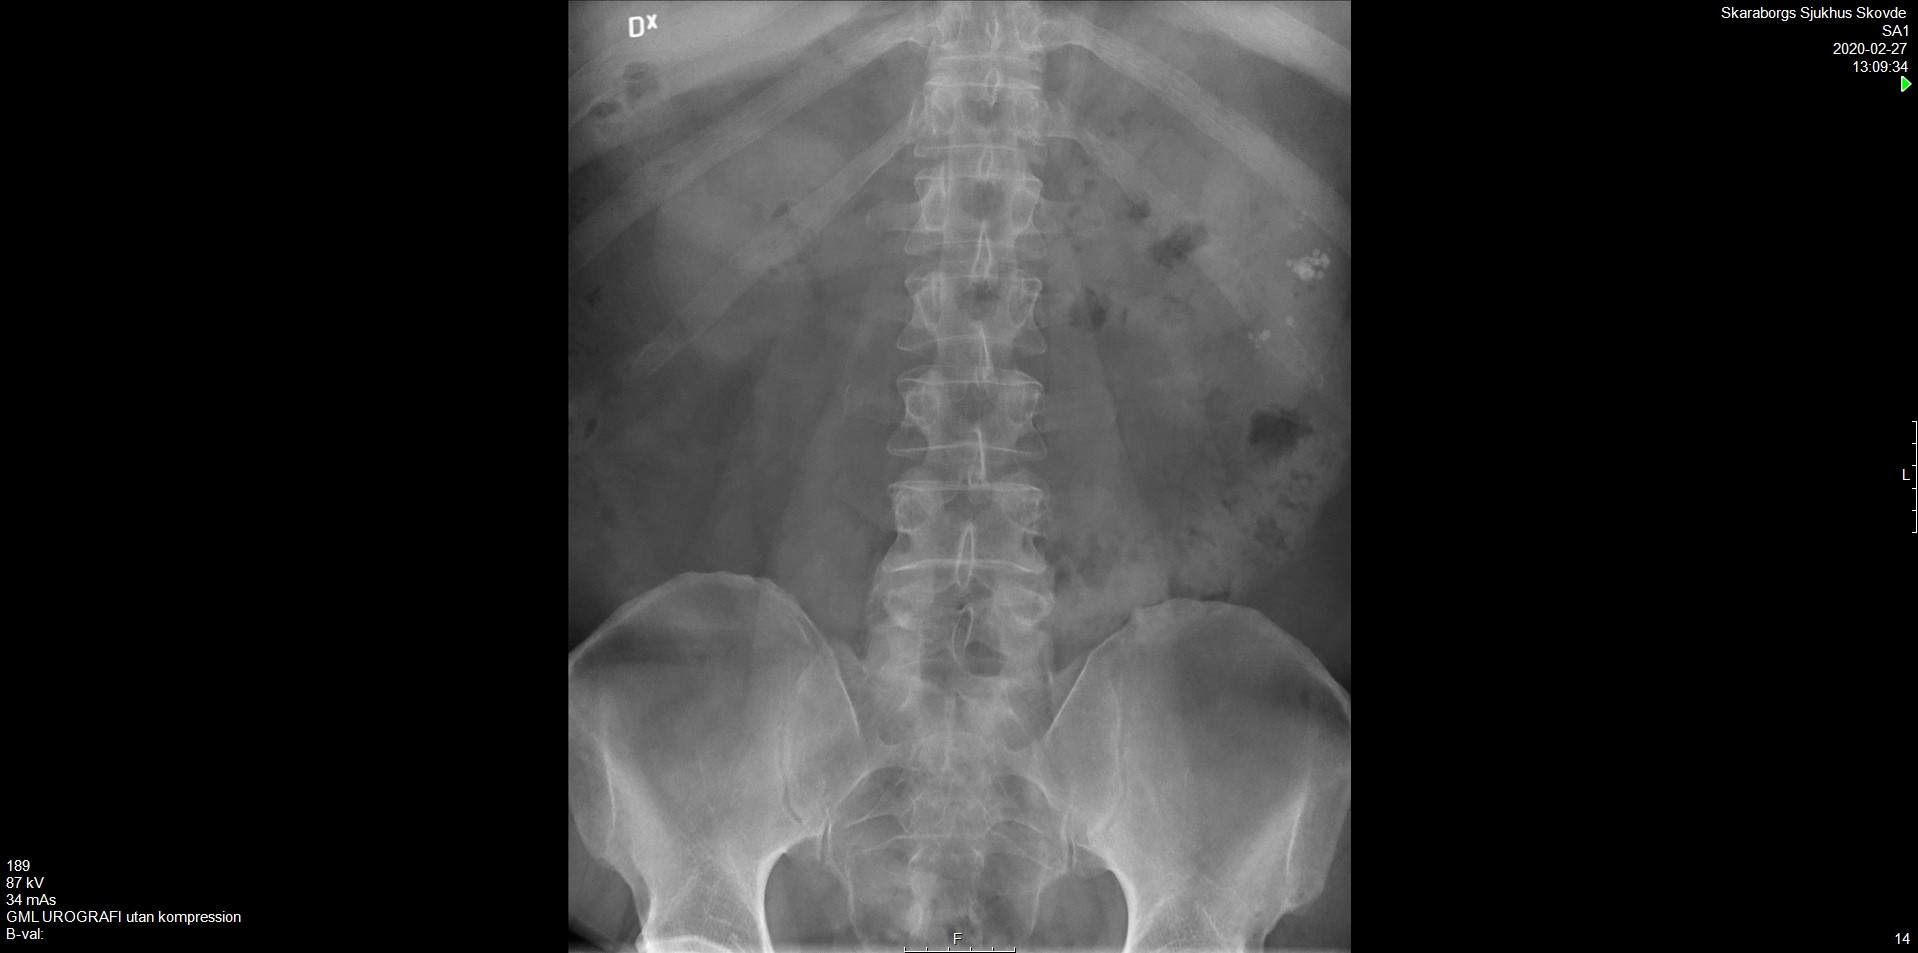 Dx
Skaraborgs Sjukhus Skovde
SA1
2020-02-27
13:09:34
L
189
87 kV
34 mAs
GML UROGRAFI utan kompression
B-val:
F
14